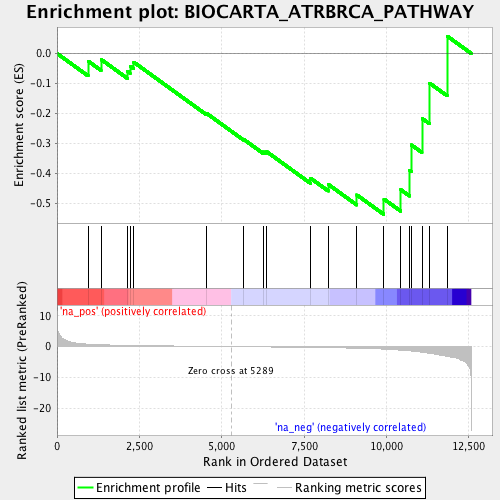 Enrichment plot: BIOCARTA_ATRBRCA_PATHWAY
Enrichment score (ES)
0.0
-0.1
-0.2
-0.3
-0.4
-0.5
'na_pos' (positively correlated)
Ranked list metric (PreRanked)
10
0
-10
-20
Zero cross at 5289
'na_neg' (negatively correlated)
0 2,500 5,000 7,500 10,000 12,500
Rank in Ordered Dataset
Enrichment profile Hits Ranking metric scores